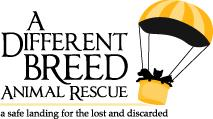 A
DIFFERENT
BREED
ANIMAL RESCUE
a safe landing for the lost and discarded